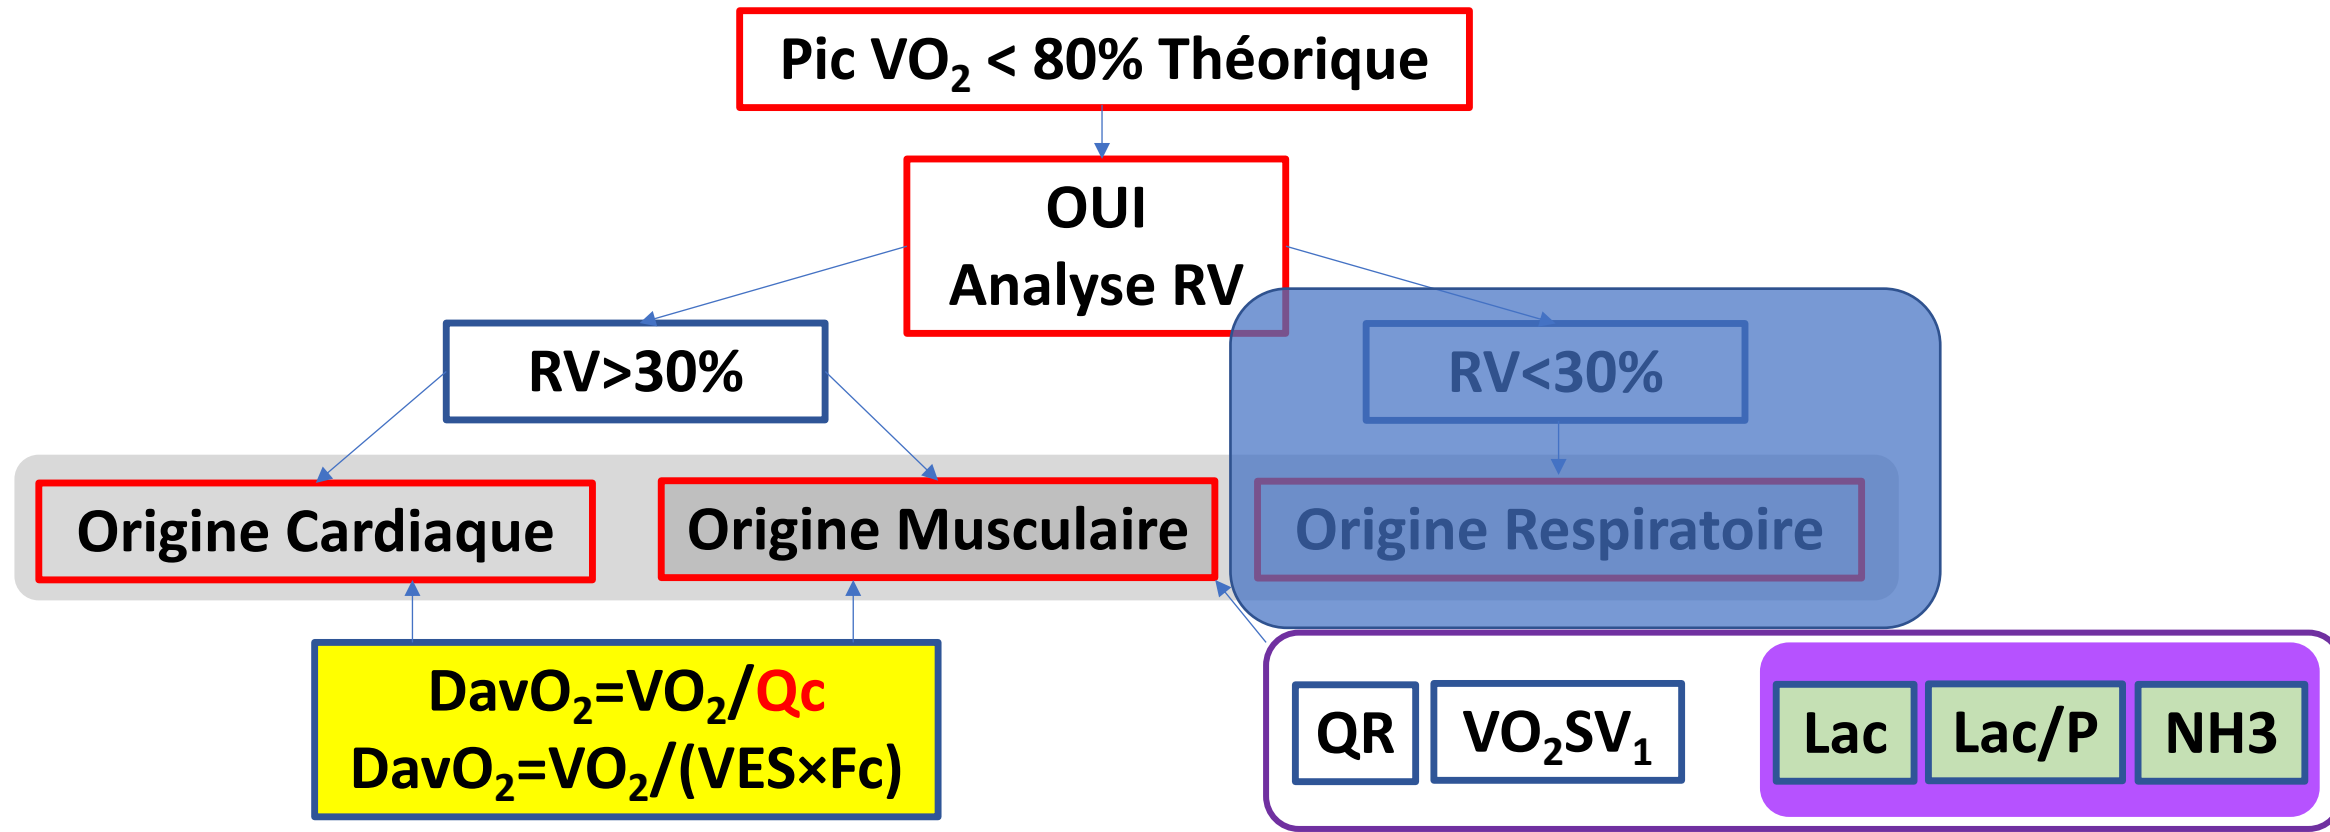 Pic VO₂ < 80% Théorique
OUI
Analyse RV
RV>30%
RV<30%
Origine Cardiaque
Origine Musculaire
Origine Respiratoire
DavO₂=VO₂/Qc
DavO₂=VO₂/(VES×Fc)
QR
VO₂SV₁
Lac
Lac/P
NH3